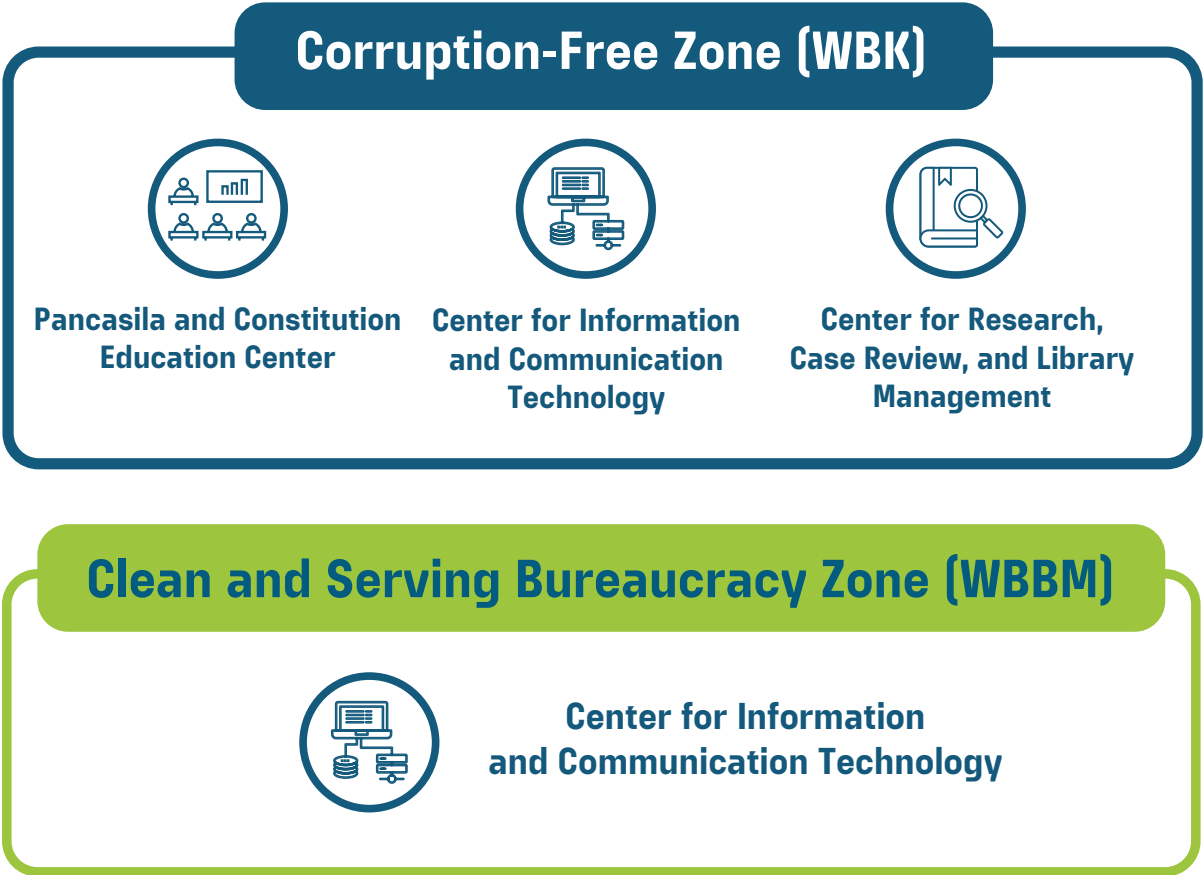 Corruption-Free Zone (WBK)
Pancasila and Constitution
Education Center
Center for Information
and Communication
Technology
Center for Research,
Case Review, and Library
Management
Clean and Serving Bureaucracy Zone (WBBM)
Center for Information
and Communication Technology